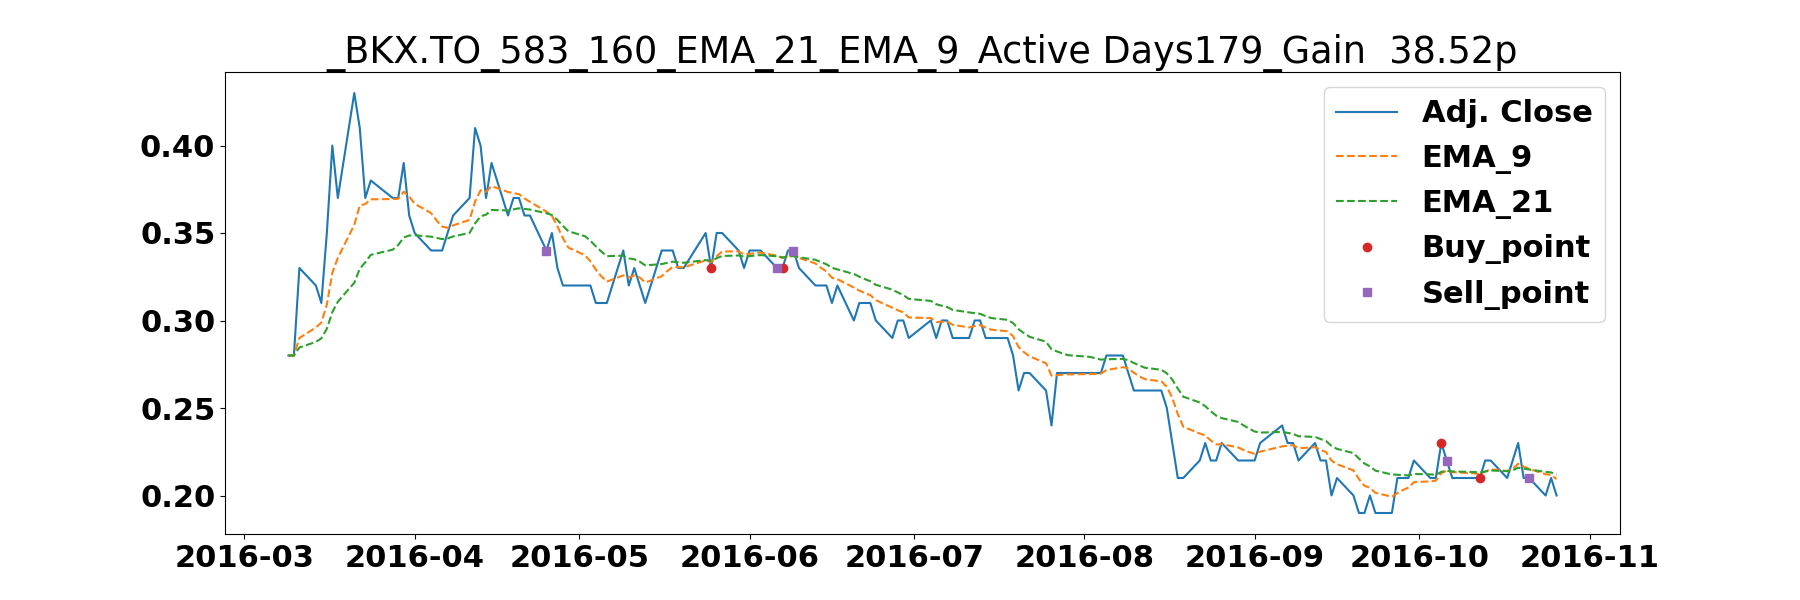 _BKX.TO_583_160_EMA_21_EMA_9_Active Days179_Gain  38.52p
Adj. Close
EMA_9
EMA_21
Buy_point
Sell_point
0.40
0.35
0.30
0.25
0.20
2016-03 2016-04 2016-05 2016-06 2016-07 2016-08 2016-09 2016-10 2016-11